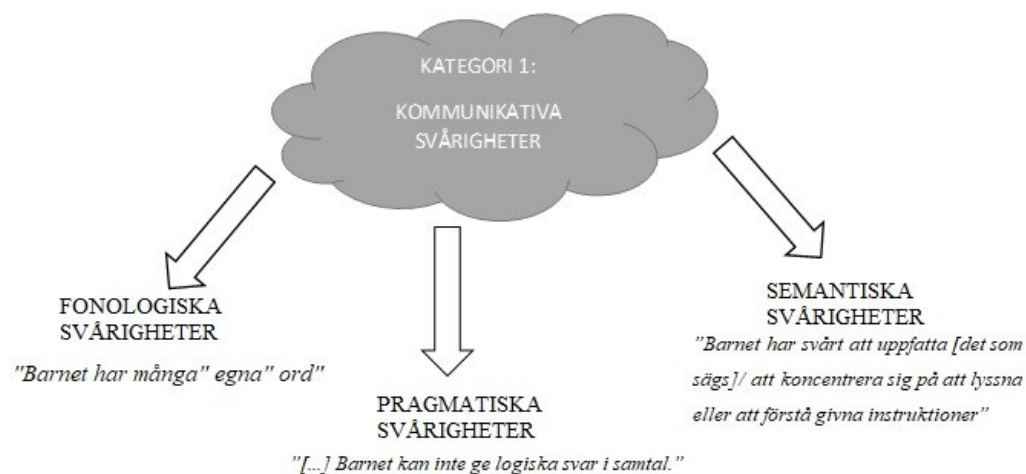 KATEGORI 1:
KOMMUNIKATIVA
SVÅRIGHETER
FONOLOGISKA
SVÅRIGHETER
"Barnet har många" egna" ord"
PRAGMATISKA
SVÅRIGHETER
"[...] Barnet kan inte ge logiska svar i samtal.”
SEMANTISKA
SVÅRIGHETER
”Barnet har svårt att uppfatta [det som
sägs]/ att koncentrera sig på att lyssna
eller att förstå givna instruktioner”